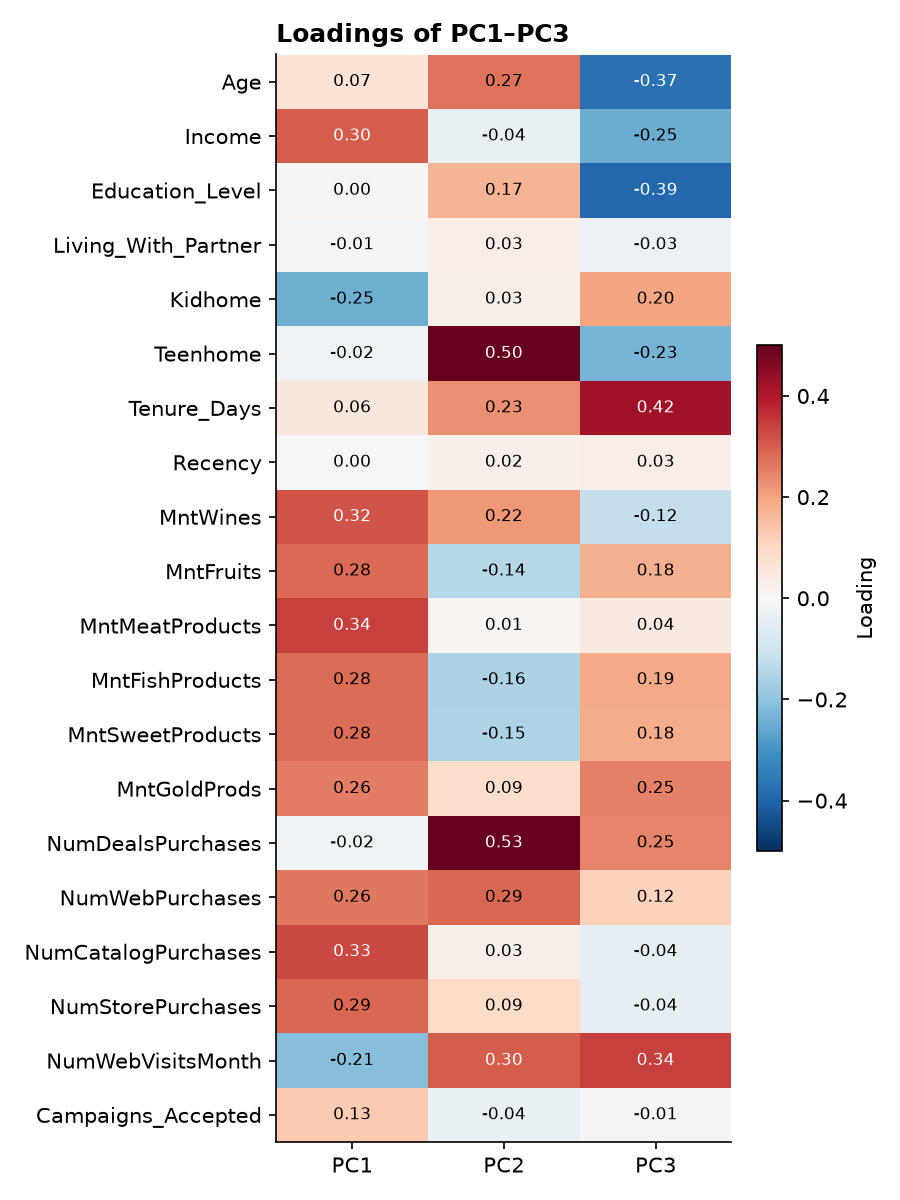 Loadings of PC1–PC3
Age 0.07 0.27 -0.37
Income 0.30 -0.04 -0.25
Education_Level 0.00 0.17 -0.39
Living_With_Partner -0.01 0.03 -0.03
Kidhome -0.25 0.03 0.20
Teenhome -0.02 0.50 -0.23
Tenure_Days 0.06 0.23 0.42
Recency 0.00 0.02 0.03
MntWines 0.32 0.22 -0.12
MntFruits 0.28 -0.14 0.18
MntMeatProducts 0.34 0.01 0.04
MntFishProducts 0.28 -0.16 0.19
MntSweetProducts 0.28 -0.15 0.18
MntGoldProds 0.26 0.09 0.25
NumDealsPurchases -0.02 0.53 0.25
NumWebPurchases 0.26 0.29 0.12
NumCatalogPurchases 0.33 0.03 -0.04
NumStorePurchases 0.29 0.09 -0.04
NumWebVisitsMonth -0.21 0.30 0.34
Campaigns_Accepted 0.13 -0.04 -0.01
PC1 PC2 PC3
0.4
0.2
0.0
−0.2
−0.4
Loading